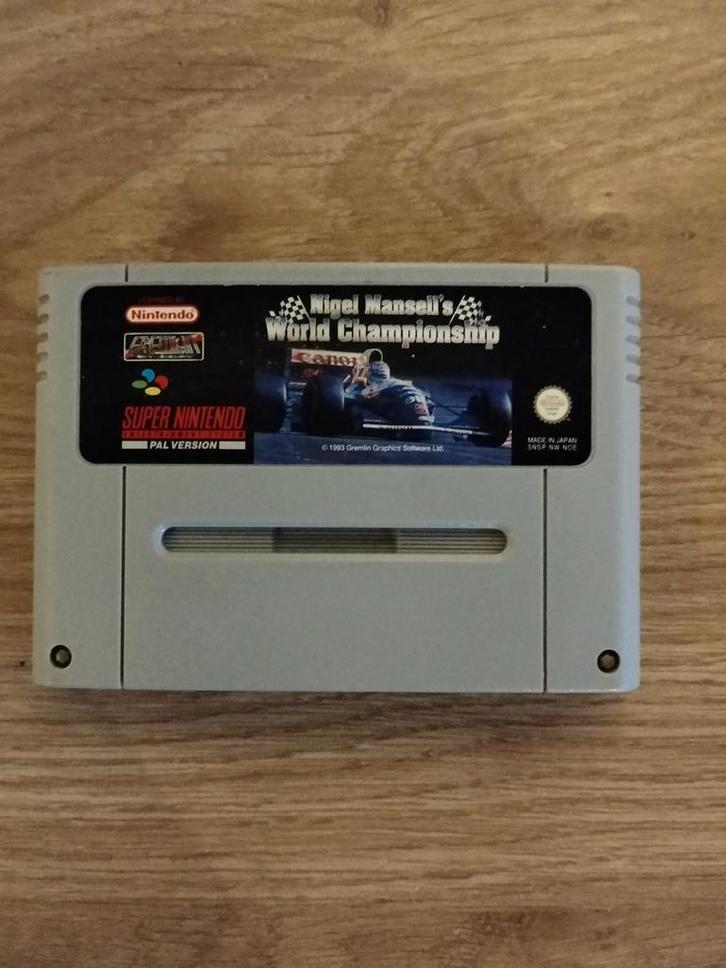 LICENSED BY
Nintendo
GREMLIN
SUPER NINTENDO
ENTERTAINMENT SYSTEM
PAL VERSION
Nigel Mansell's
World Championship
CANON
© 1993 Gremlin Graphics Software Ltd.
MADE IN JAPAN
SNSP NW NOE